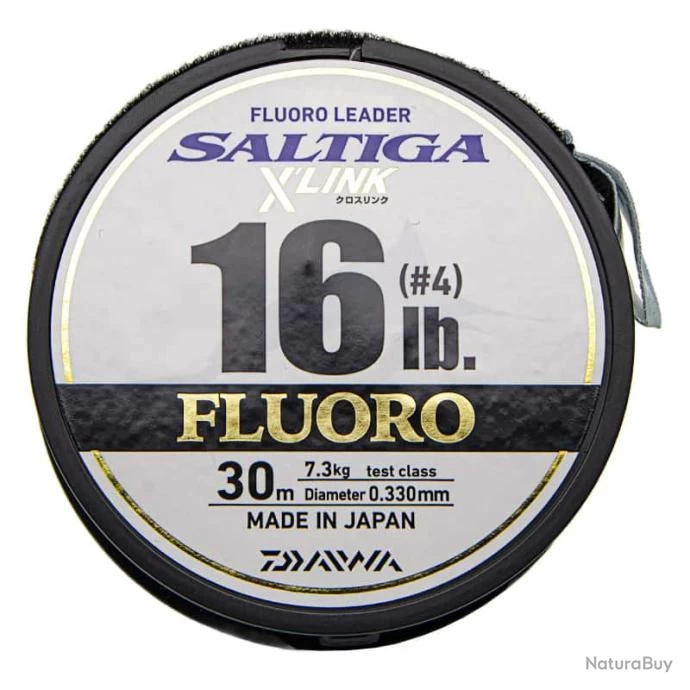 FLUORO LEADER
SALTIGA
X'LINK
クロスリンク
16 lb.
(#4)
FLUORO
30m
7.3kg test class
Diameter 0.330mm
MADE IN JAPAN
DAIWA
NaturaBuy